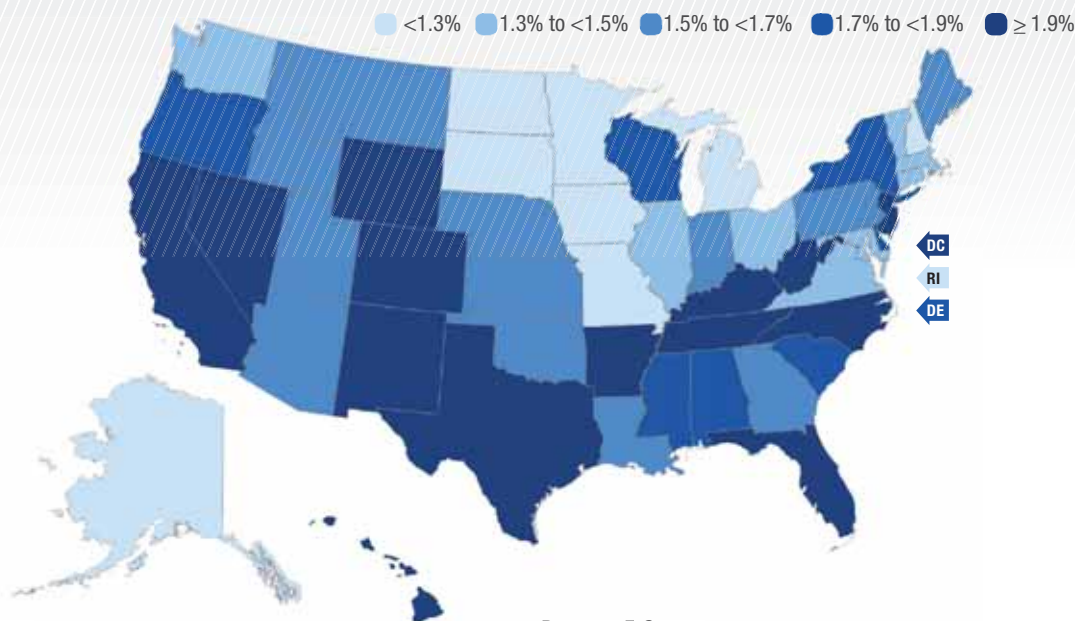 <1.3% 1.3% to <1.5% 1.5% to <1.7% 1.7% to <1.9% ≥ 1.9%
DC
RI
DE